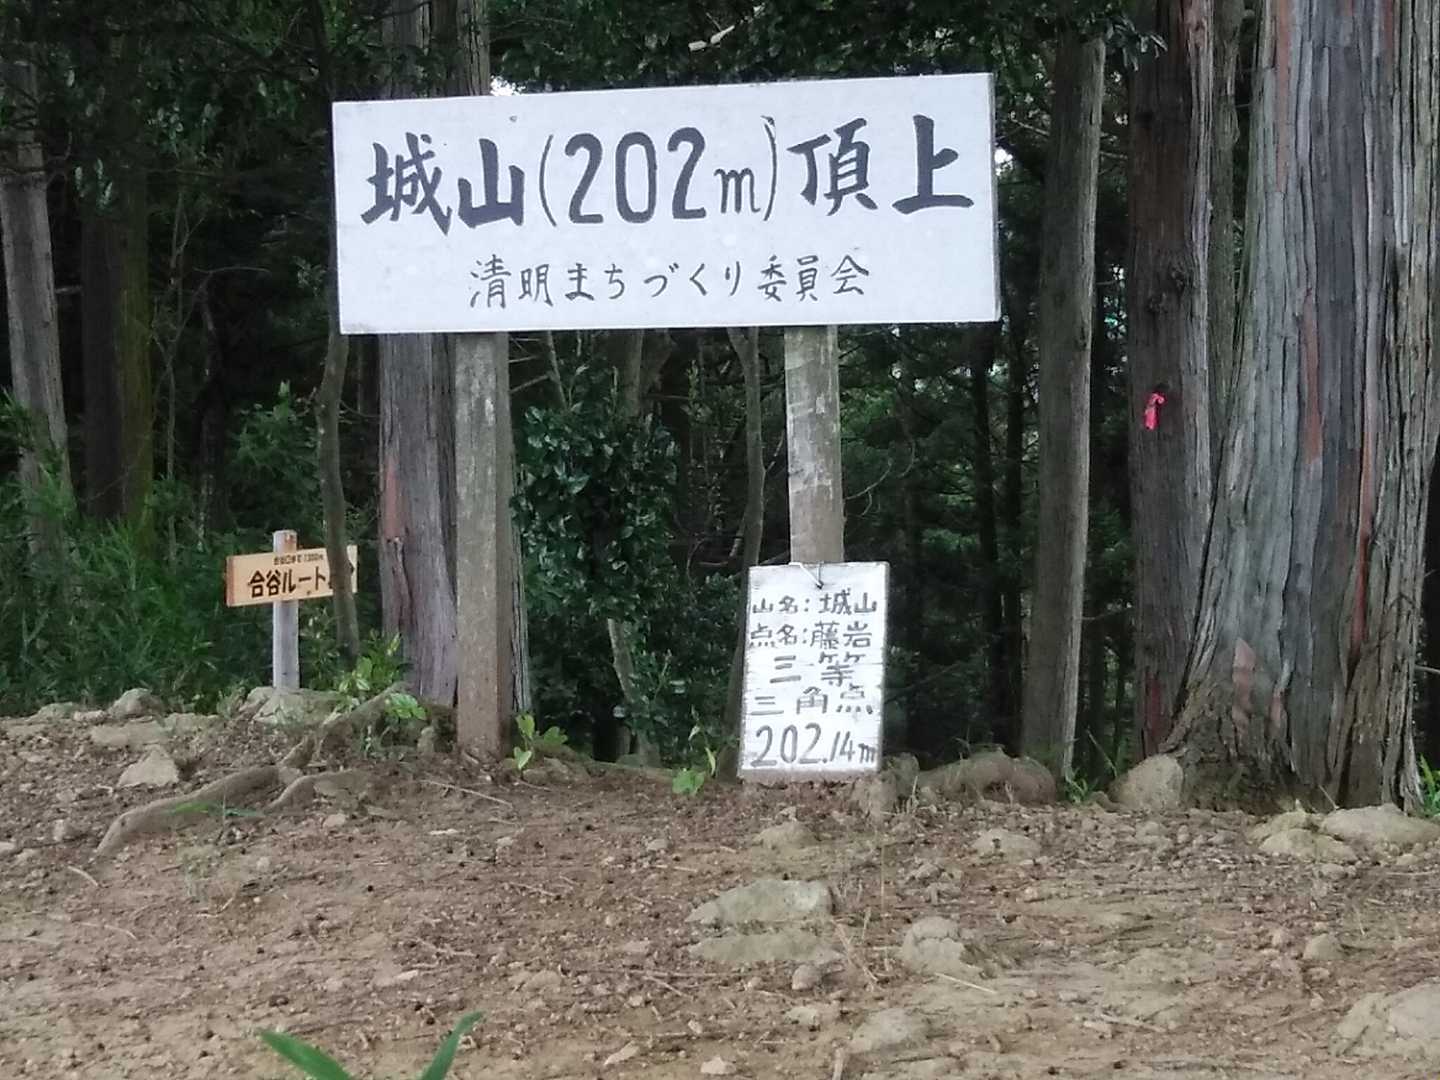 城山(202m)頂上
清明まちづくり委員会
合谷ルート
山名:城山
点名:藤岩
三等
三角点
202.14m